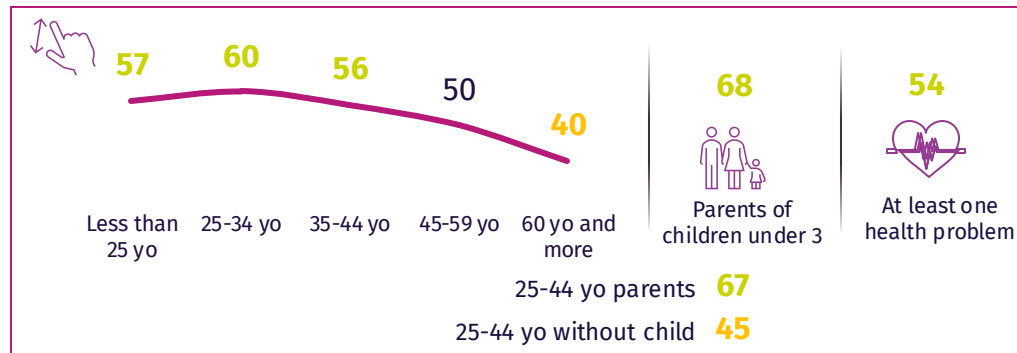 57
60
56
50
40
68
54
Less than
25 yo
25-34 yo
35-44 yo
45-59 yo
60 yo and
more
Parents of
children under 3
At least one
health problem
25-44 yo parents 67
25-44 yo without child 45